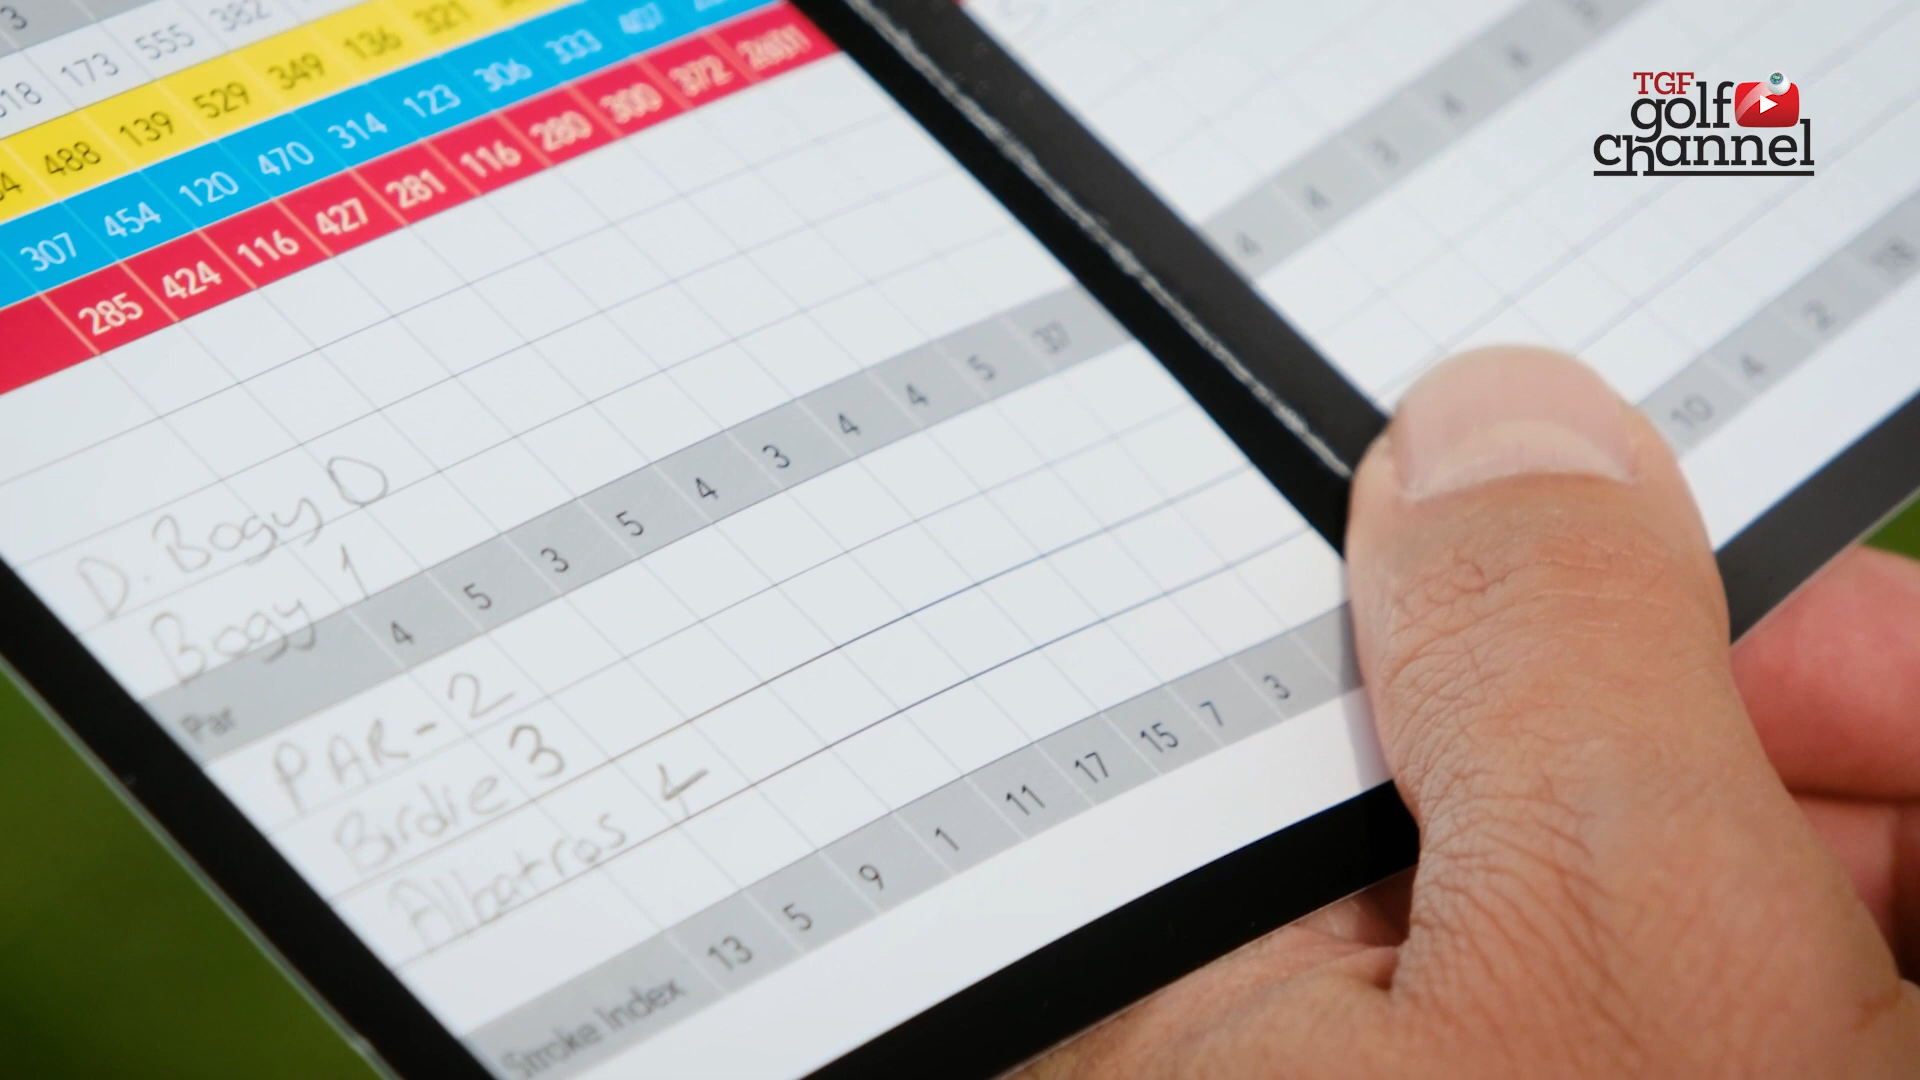 3
173 555 382
TGF
golf
channel
488 139 529 349 136 321
307 454 120 470 314 123 306 333 407
285 424 116 427 281 116 280 300 372 2601
D. Bogy 0
Bogy 1
Par 4 5 3 5 4 3 4 4 5 37
PAR-2
Birdie 3
Albatros 4
Stroke Index 13 5 9 1 11 17 15 7 3
4 4 3 4 4
10 4 2 18